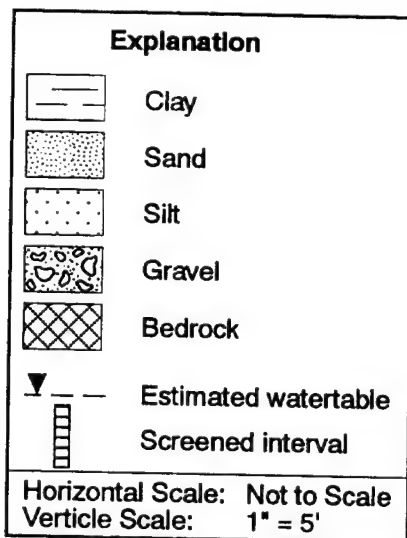 Explanation
Clay
Sand
Silt
Gravel
Bedrock
Estimated watertable
Screened interval
Horizontal Scale: Not to Scale
Verticle Scale: 1" = 5'